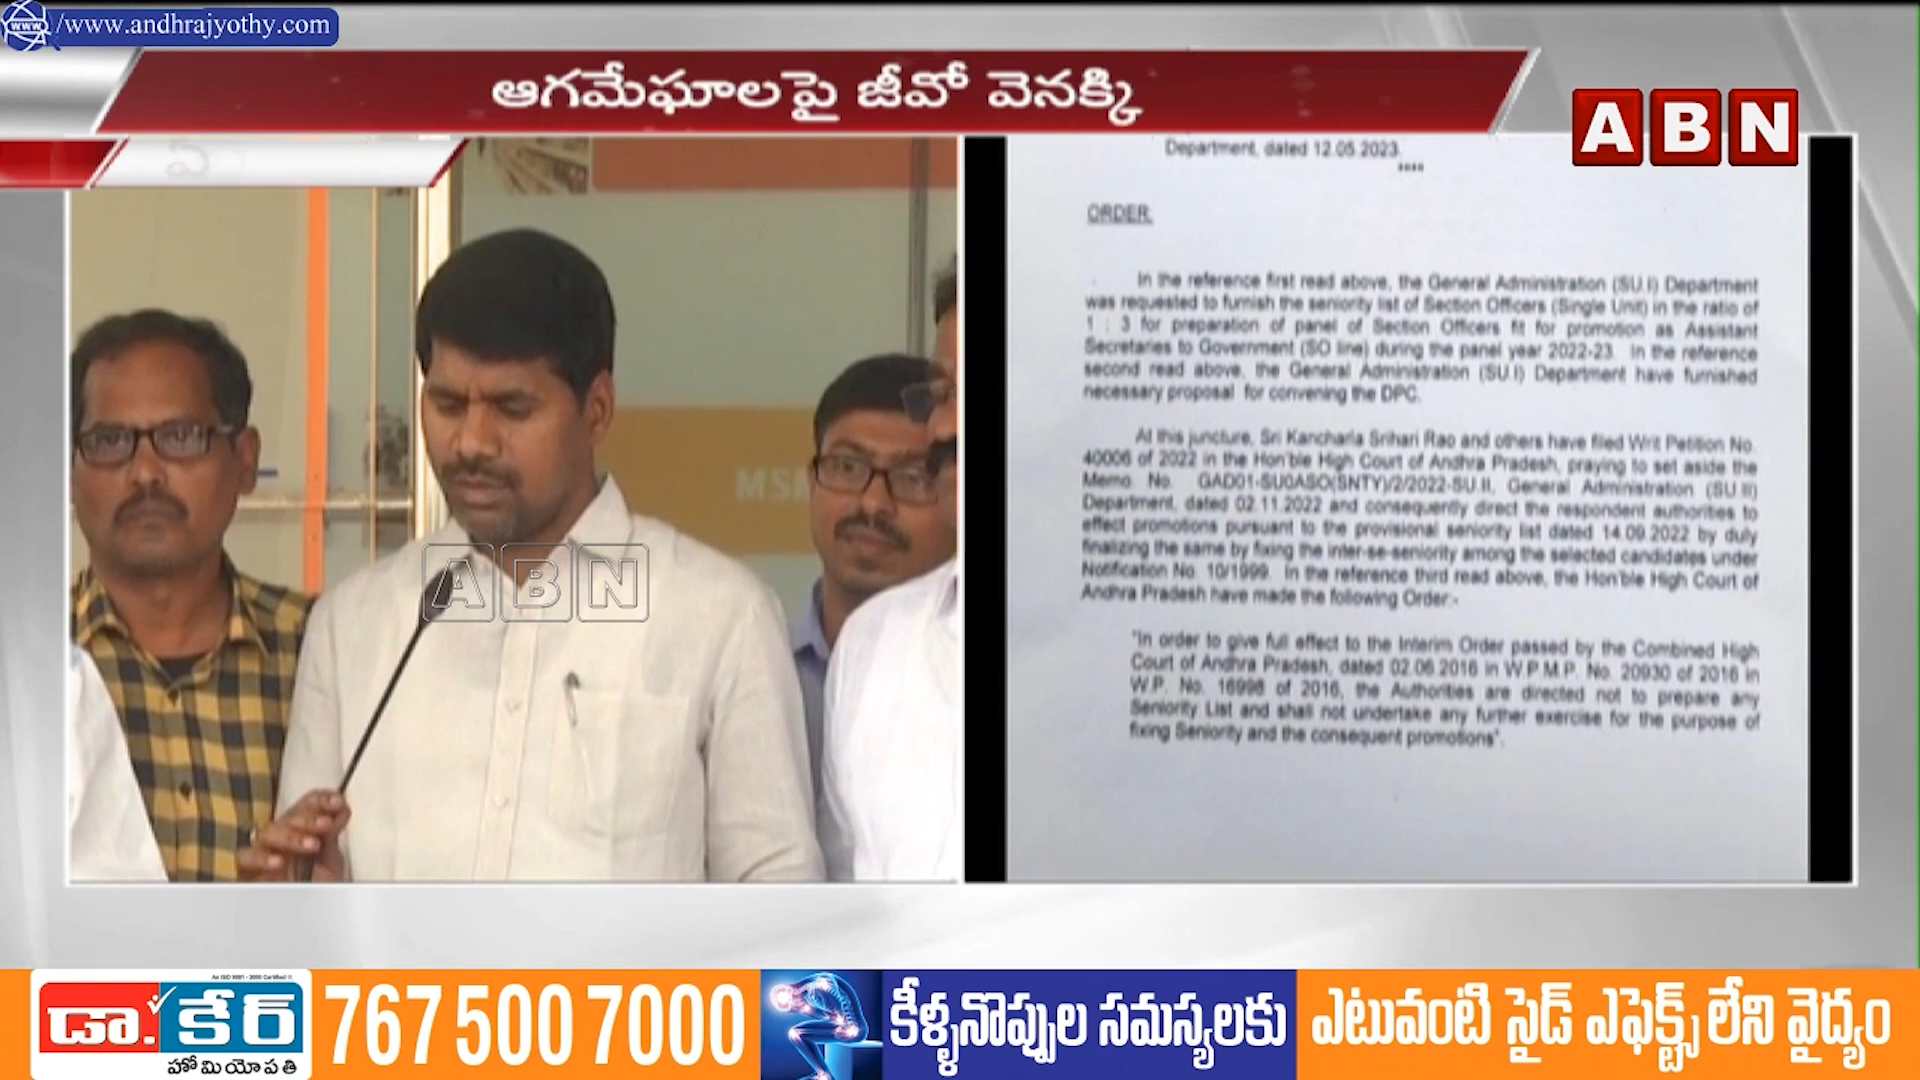 www /www.andhrajyothy.com
ఆగమేఘాలపై జీవో వెనక్కి
ABN
Department, dated 12.05.2023.
****
ORDER:
In the reference first read above, the General Administration (SU.I) Department
was requested to furnish the seniority list of Section Officers (Single Unit) in the ratio of
1 : 3 for preparation of panel of Section Officers fit for promotion as Assistant
Secretaries to Government (SO line) during the panel year 2022-23. In the reference
second read above, the General Administration (SU.I) Department have furnished
necessary proposal for convening the DPC.
At this juncture, Sri Kancharla Srihari Rao and others have filed Writ Petition No.
40006 of 2022 in the Hon'ble High Court of Andhra Pradesh, praying to set aside the
Memo. No. GAD01-SU0ASO(SNTY)/2/2022-SU.II, General Administration (SU.II)
Department, dated 02.11.2022 and consequently direct the respondent authorities to
effect promotions pursuant to the provisional seniority list dated 14.09.2022 by duly
finalizing the same by fixing the inter-se-seniority among the selected candidates under
Notification No. 10/1999. In the reference third read above, the Hon'ble High Court of
Andhra Pradesh have made the following Order:-
"In order to give full effect to the Interim Order passed by the Combined High
Court of Andhra Pradesh, dated 02.06.2016 in W.P.M.P. No. 20930 of 2016 in
W.P. No. 16998 of 2016, the Authorities are directed not to prepare any
Seniority List and shall not undertake any further exercise for the purpose of
fixing Seniority and the consequent promotions".
ABN
An ISO 9001 - 2008 Certified
డా. కేర్
హోమియోపతి
767 500 7000
కీళ్ళనొప్పుల సమస్యలకు
ఎటువంటి సైడ్ ఎఫెక్ట్స్ లేని వైద్యం